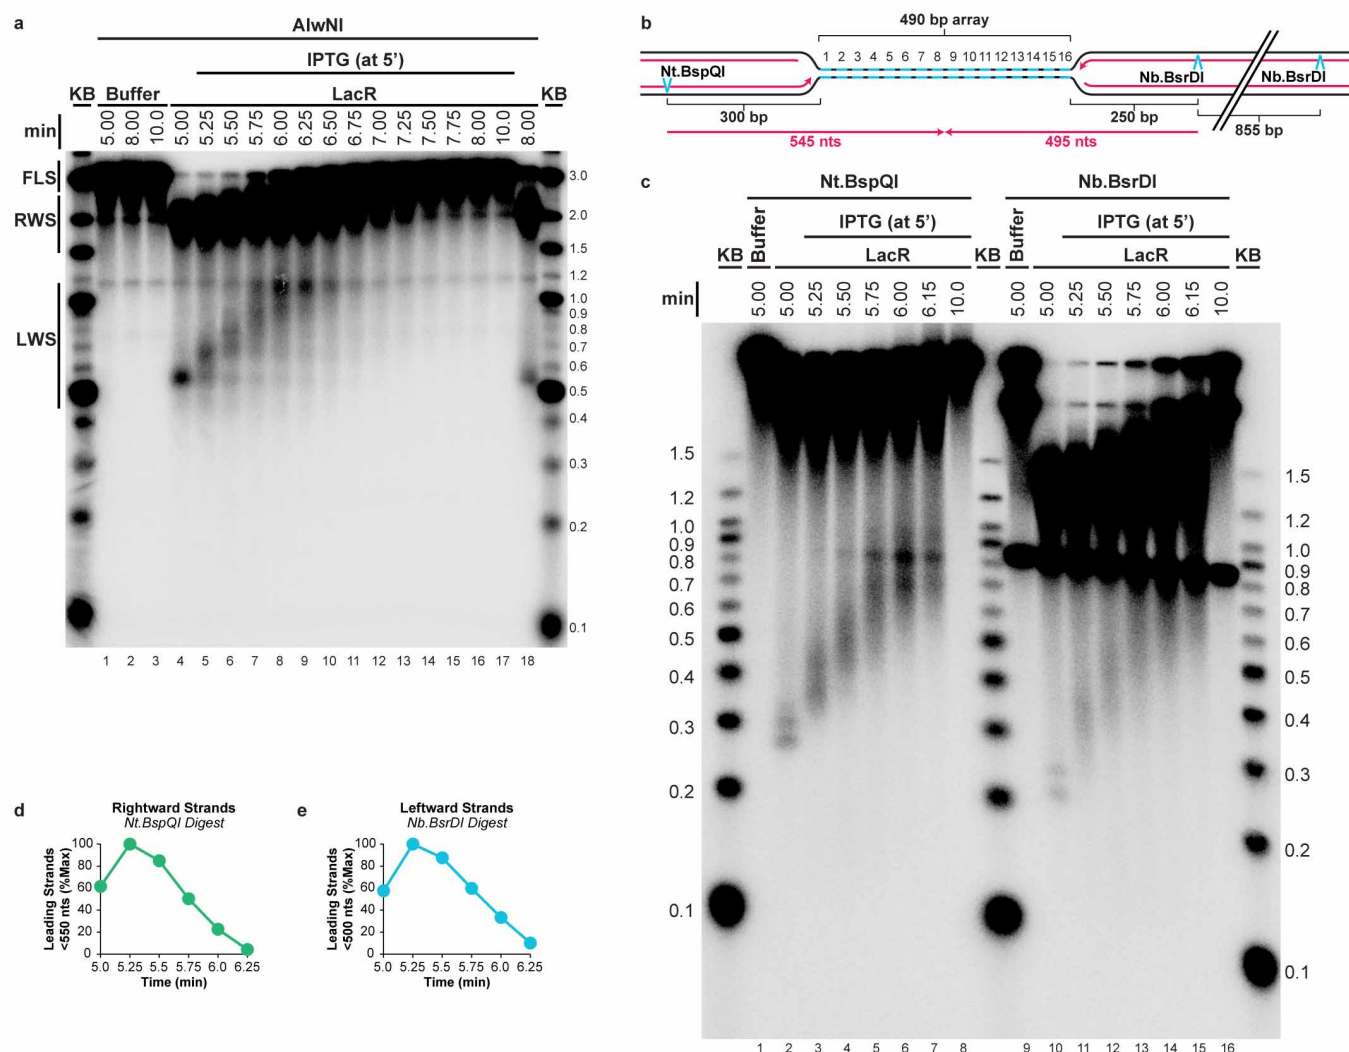 a
AlwNI
IPTG (at 5')
KB Buffer LacR KB
min 5.00 8.00 10.0 5.00 5.25 5.50 5.75 6.00 6.25 6.50 6.75 7.00 7.25 7.50 7.75 8.00 10.0 8.00
FLS
RWS
LWS
3.0
2.0
1.5
1.2
1.0
0.9
0.8
0.7
0.6
0.5
0.4
0.3
0.2
0.1
1 2 3 4 5 6 7 8 9 10 11 12 13 14 15 16 17 18
b
490 bp array
1 2 3 4 5 6 7 8 9 10 11 12 13 14 15 16
Nt.BspQI Nb.BsrDI Nb.BsrDI
300 bp 250 bp 855 bp
545 nts 495 nts
c
Nt.BspQI Nb.BsrDI
IPTG (at 5') IPTG (at 5')
KB Buffer LacR KB Buffer LacR KB
min 5.00 5.00 5.25 5.50 5.75 6.00 6.15 10.0 5.00 5.00 5.25 5.50 5.75 6.00 6.15 10.0
1.5
1.2
1.0
0.9
0.8
0.7
0.6
0.5
0.4
0.3
0.2
0.1
1.5
1.2
1.0
0.9
0.8
0.7
0.6
0.5
0.4
0.3
0.2
0.1
1 2 3 4 5 6 7 8 9 10 11 12 13 14 15 16
d
Rightward Strands
Nt.BspQI Digest
Leading Strands
<550 nts (%Max)
100
80
60
40
20
0
5.0 5.25 5.5 5.75 6.0 6.25
Time (min)
e
Leftward Strands
Nb.BsrDI Digest
Leading Strands
<500 nts (%Max)
100
80
60
40
20
0
5.0 5.25 5.5 5.75 6.0 6.25
Time (min)